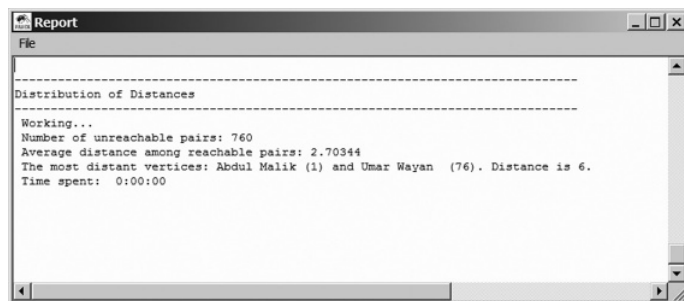 Report
File
-----------------------------------------------------------------------------
Distribution of Distances
-----------------------------------------------------------------------------
Working...
Number of unreachable pairs: 760
Average distance among reachable pairs: 2.70344
The most distant vertices: Abdul Malik (1) and Umar Wayan  (76). Distance is 6.
Time spent:  0:00:00